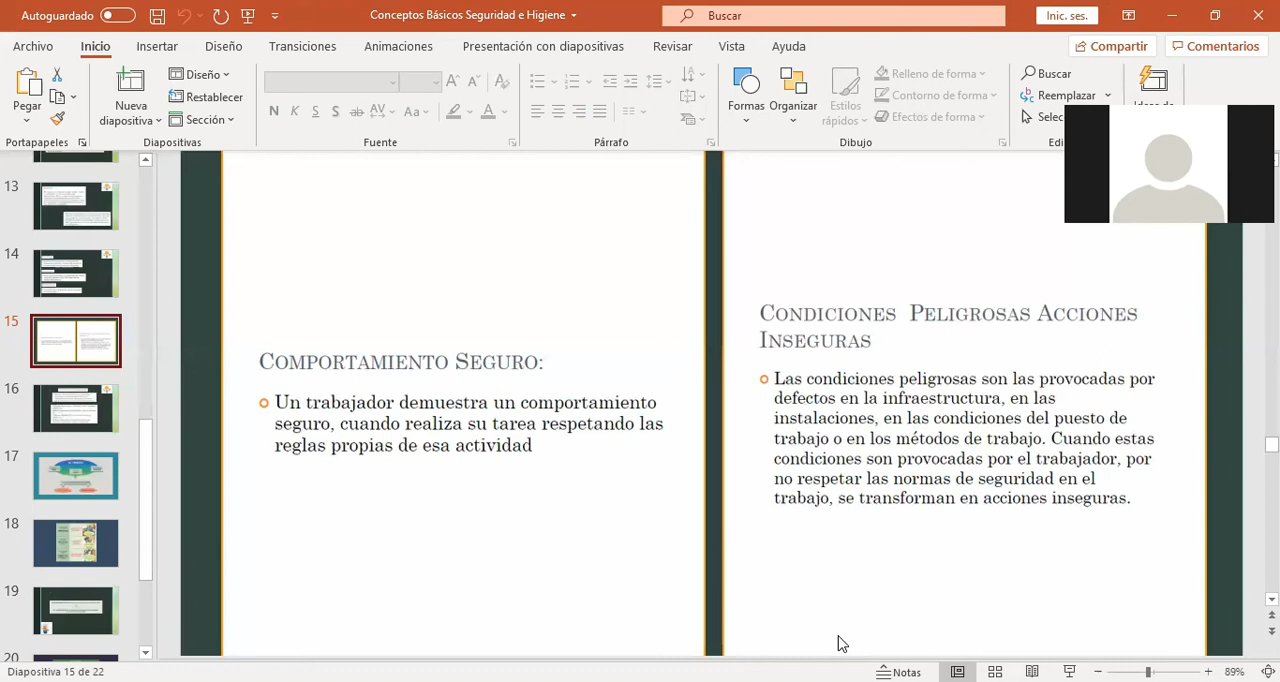 Autoguardado
Conceptos Básicos Seguridad e Higiene
Buscar
Inic. ses.
Archivo
Inicio
Insertar
Diseño
Transiciones
Animaciones
Presentación con diapositivas
Revisar
Vista
Ayuda
Compartir
Comentarios
Pegar
Portapapeles
Nueva
diapositiva
Diseño
Restablecer
Sección
Diapositivas
N K S S ab AV Aa A
Fuente
Párrafo
Formas
Organizar
Estilos
rápidos
Relleno de forma
Contorno de forma
Efectos de forma
Dibujo
Buscar
Reemplazar
13
14
15
16
17
18
19
20
COMPORTAMIENTO SEGURO:
Un trabajador demuestra un comportamiento
seguro, cuando realiza su tarea respetando las
reglas propias de esa actividad
CONDICIONES PELIGROSAS ACCIONES
INSEGURAS
Las condiciones peligrosas son las provocadas por
defectos en la infraestructura, en las
instalaciones, en las condiciones del puesto de
trabajo o en los métodos de trabajo. Cuando estas
condiciones son provocadas por el trabajador, por
no respetar las normas de seguridad en el
trabajo, se transforman en acciones inseguras.
Diapositiva 15 de 22
Notas
89%